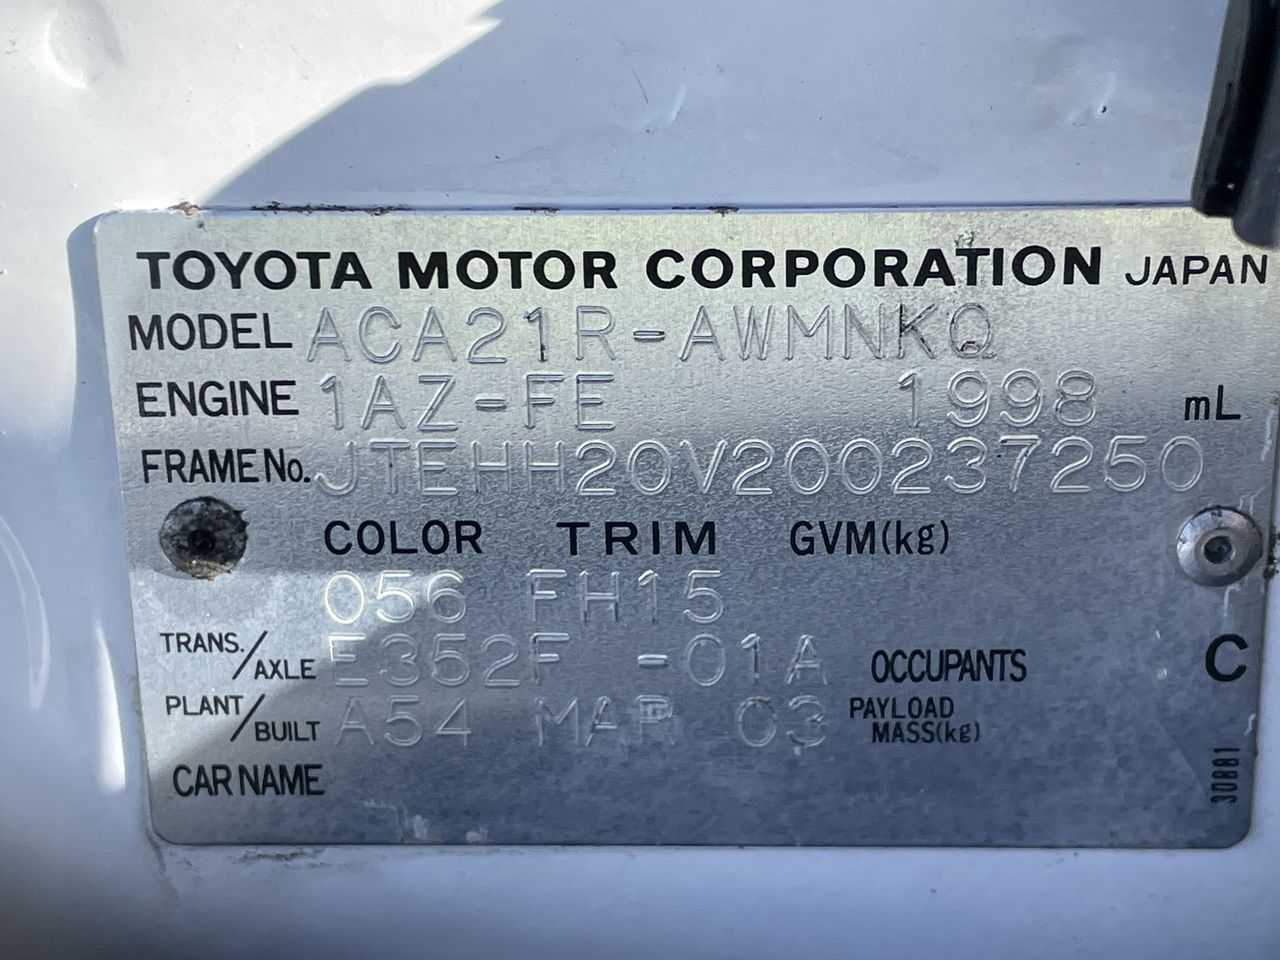 TOYOTA MOTOR CORPORATION JAPAN
MODEL ACA21R-AWMNKQ
ENGINE 1AZ-FE 1998 mL
FRAME No. JTEHH20V200237250
COLOR TRIM GVM(kg)
056 FH15
TRANS./AXLE E352F -01A OCCUPANTS C
PLANT/BUILT A54 MAR 03 PAYLOAD MASS(kg)
CAR NAME
30881